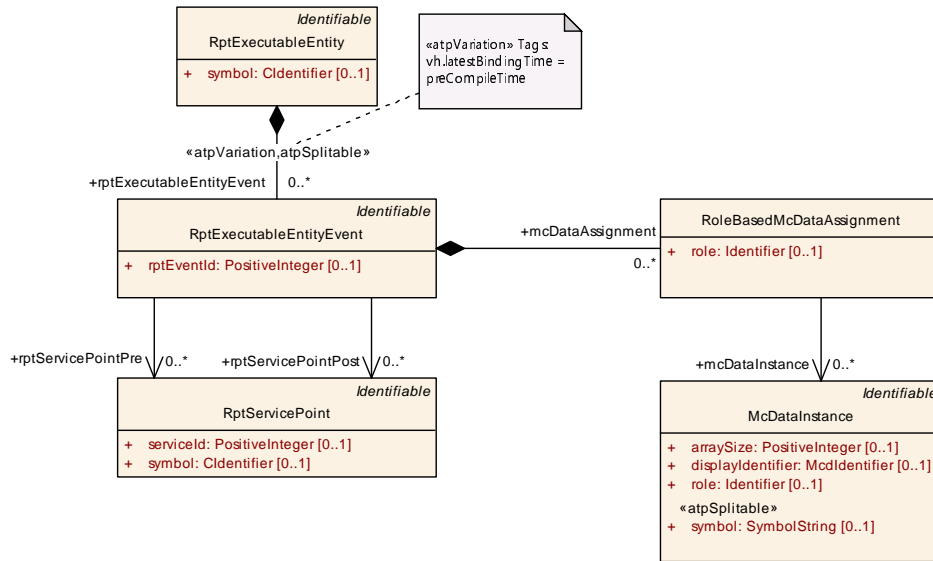 Identifiable
RptExecutableEntity
+ symbol: CIdentifier [0..1]
«atpVariation» Tags:
vh.latestBindingTime =
preCompileTime
«atpVariation,atpSplitable»
+rptExecutableEntityEvent 0..*
Identifiable
RptExecutableEntityEvent
+ rptEventId: PositiveInteger [0..1]
+mcDataAssignment
0..*
RoleBasedMcDataAssignment
+ role: Identifier [0..1]
+rptServicePointPre 0..*
+rptServicePointPost 0..*
+mcDataInstance 0..*
Identifiable
RptServicePoint
+ serviceId: PositiveInteger [0..1]
+ symbol: CIdentifier [0..1]
Identifiable
McDataInstance
+ arraySize: PositiveInteger [0..1]
+ displayIdentifier: McdIdentifier [0..1]
+ role: Identifier [0..1]
«atpSplitable»
+ symbol: SymbolString [0..1]